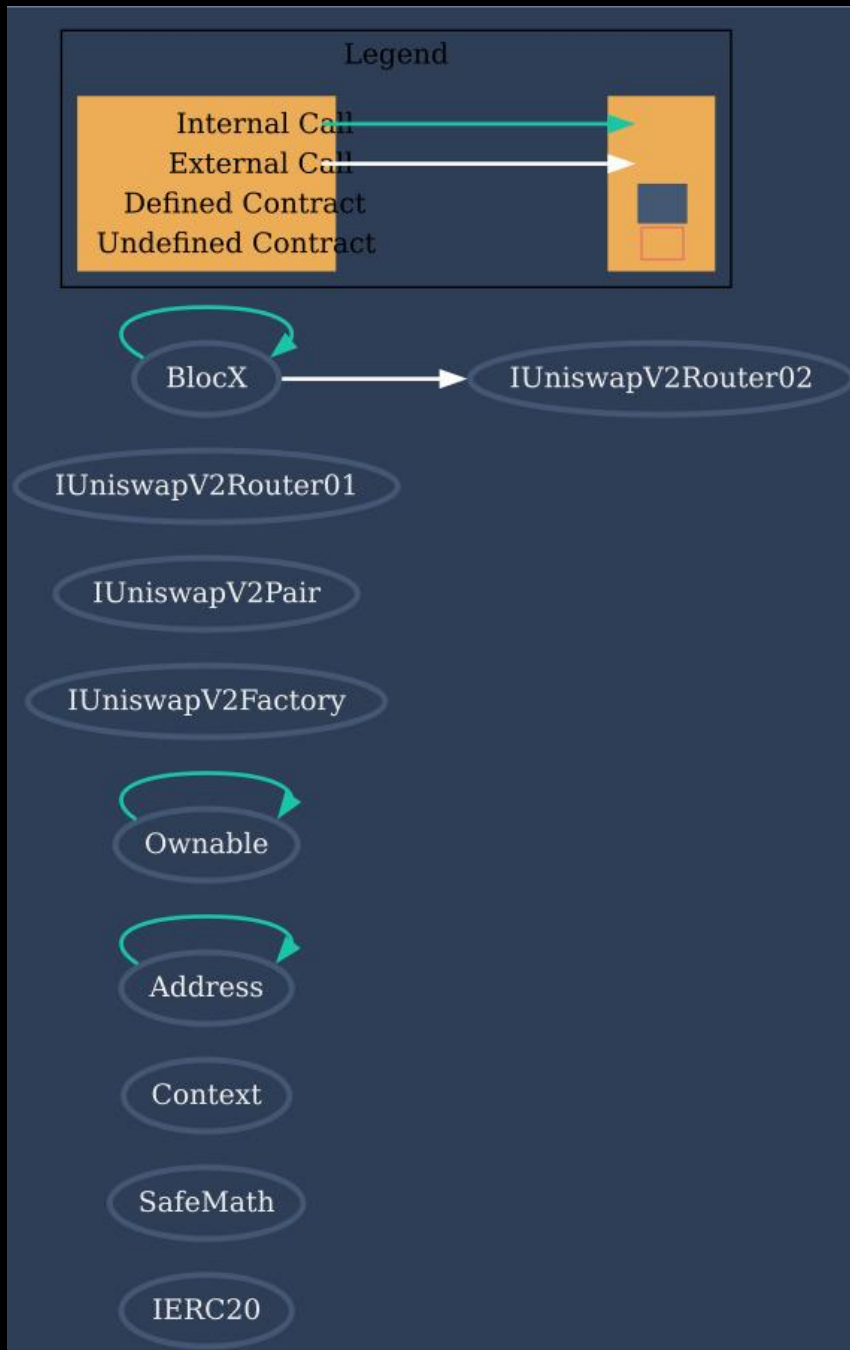 Legend
Internal Call
External Call
Defined Contract
Undefined Contract
BlocX
IUniswapV2Router02
IUniswapV2Router01
IUniswapV2Pair
IUniswapV2Factory
Ownable
Address
Context
SafeMath
IERC20